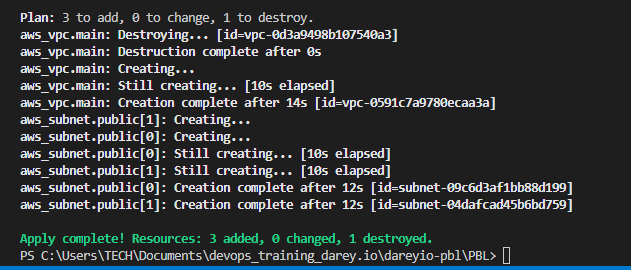 Plan: 3 to add, 0 to change, 1 to destroy.
aws_vpc.main: Destroying... [id=vpc-0d3a9498b107540a3]
aws_vpc.main: Destruction complete after 0s
aws_vpc.main: Creating...
aws_vpc.main: Still creating... [10s elapsed]
aws_vpc.main: Creation complete after 14s [id=vpc-0591c7a9780ecaa3a]
aws_subnet.public[1]: Creating...
aws_subnet.public[0]: Creating...
aws_subnet.public[0]: Still creating... [10s elapsed]
aws_subnet.public[1]: Still creating... [10s elapsed]
aws_subnet.public[0]: Creation complete after 12s [id=subnet-09c6d3af1bb88d199]
aws_subnet.public[1]: Creation complete after 12s [id=subnet-04dafcad45b6bd759]
Apply complete! Resources: 3 added, 0 changed, 1 destroyed.
PS C:\Users\TECH\Documents\devops_training_darey.io\dareyio-pbl\PBL>